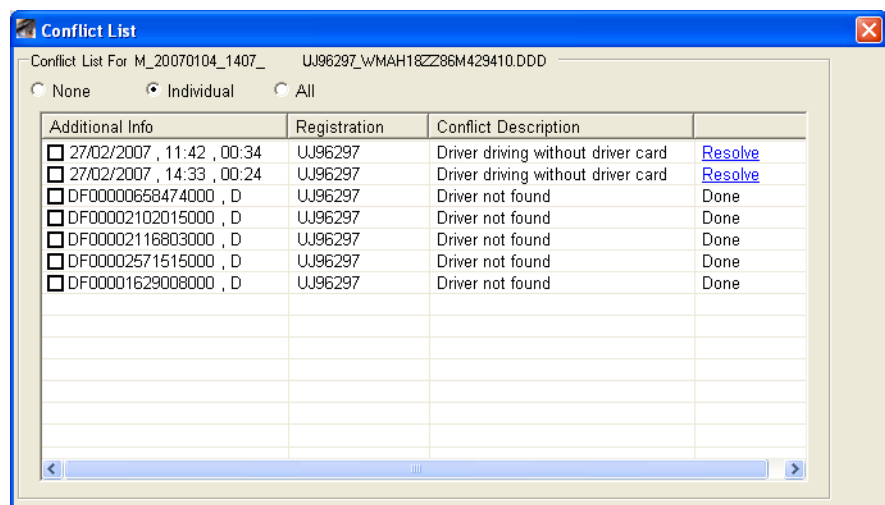 Conflict List
Conflict List For M_20070104_1407_ UJ96297_WMAH18ZZ86M429410.DDD
None Individual All
Additional Info Registration Conflict Description
27/02/2007 , 11:42 , 00:34 UJ96297 Driver driving without driver card Resolve
27/02/2007 , 14:33 , 00:24 UJ96297 Driver driving without driver card Resolve
DF00000658474000 , D UJ96297 Driver not found Done
DF00002102015000 , D UJ96297 Driver not found Done
DF00002116803000 , D UJ96297 Driver not found Done
DF00002571515000 , D UJ96297 Driver not found Done
DF00001629008000 , D UJ96297 Driver not found Done